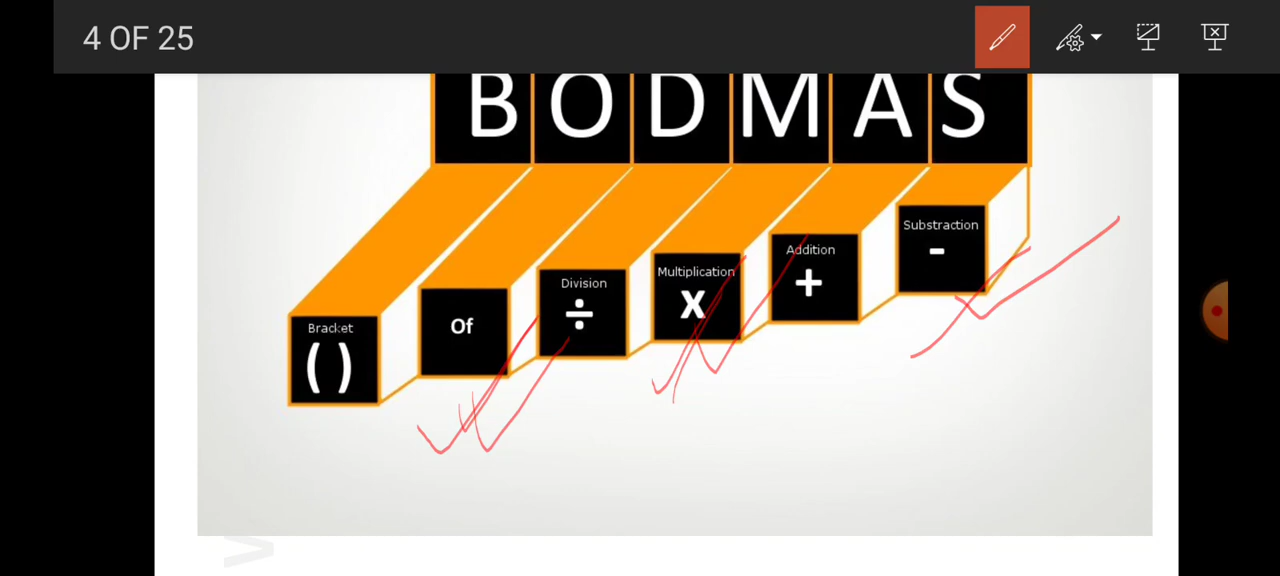 4 OF 25
BODMAS
Substraction
-
Addition
+
Multiplication
X
Division
÷
Of
Bracket
( )